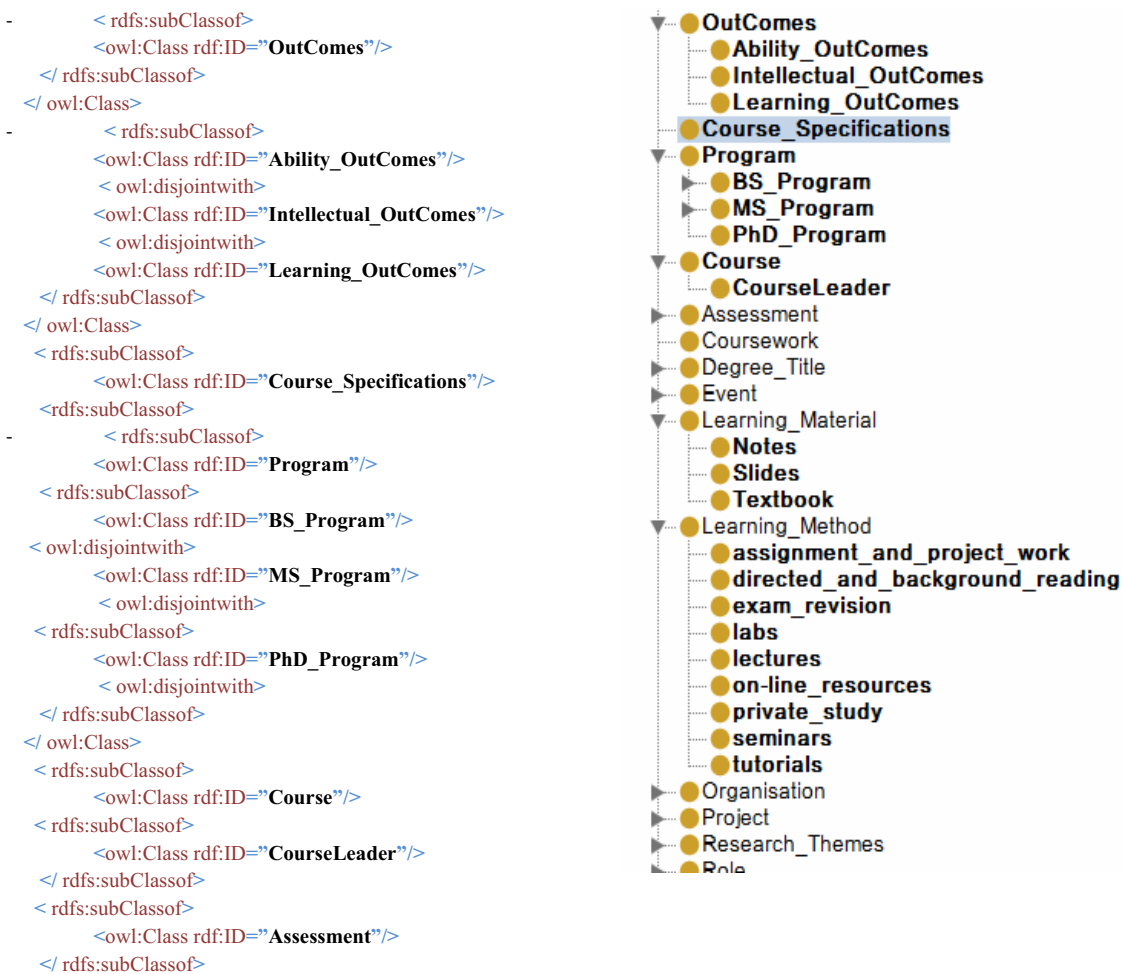 - < rdfs:subClassof>
<owl:Class rdf:ID=”OutComes”/>
</ rdfs:subClassof>
</ owl:Class>
- < rdfs:subClassof>
<owl:Class rdf:ID=”Ability_OutComes”/>
< owl:disjointwith>
<owl:Class rdf:ID=”Intellectual_OutComes”/>
< owl:disjointwith>
<owl:Class rdf:ID=”Learning_OutComes”/>
</ rdfs:subClassof>
</ owl:Class>
< rdfs:subClassof>
<owl:Class rdf:ID=”Course_Specifications”/>
<rdfs:subClassof>
- < rdfs:subClassof>
<owl:Class rdf:ID=”Program”/>
< rdfs:subClassof>
<owl:Class rdf:ID=”BS_Program”/>
< owl:disjointwith>
<owl:Class rdf:ID=”MS_Program”/>
< owl:disjointwith>
< rdfs:subClassof>
<owl:Class rdf:ID=”PhD_Program”/>
< owl:disjointwith>
</ rdfs:subClassof>
</ owl:Class>
< rdfs:subClassof>
<owl:Class rdf:ID=”Course”/>
< rdfs:subClassof>
<owl:Class rdf:ID=”CourseLeader”/>
</ rdfs:subClassof>
< rdfs:subClassof>
<owl:Class rdf:ID=”Assessment”/>
</ rdfs:subClassof>
OutComes
Ability_OutComes
Intellectual_OutComes
Learning_OutComes
Course_Specifications
Program
BS_Program
MS_Program
PhD_Program
Course
CourseLeader
Assessment
Coursework
Degree_Title
Event
Learning_Material
Notes
Slides
Textbook
Learning_Method
assignment_and_project_work
directed_and_background_reading
exam_revision
labs
lectures
on-line_resources
private_study
seminars
tutorials
Organisation
Project
Research_Themes
Role